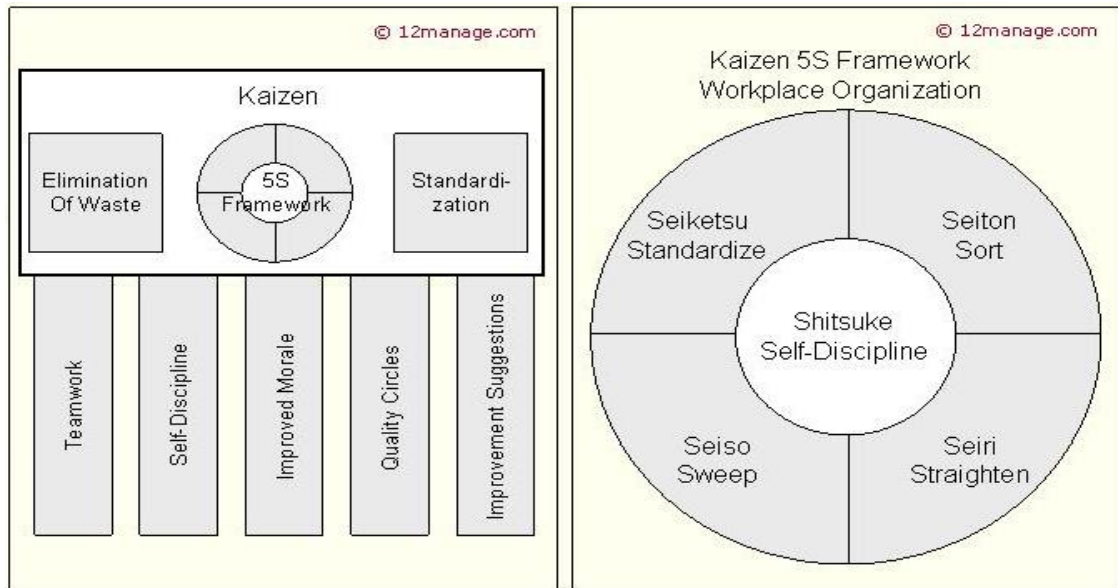 © 12manage.com
Kaizen
Elimination
Of Waste
5S
Framework
Standardi-
zation
Teamwork
Self-Discipline
Improved Morale
Quality Circles
Improvement Suggestions
© 12manage.com
Kaizen 5S Framework
Workplace Organization
Seiketsu
Standardize
Seiton
Sort
Shitsuke
Self-Discipline
Seiso
Sweep
Seiri
Straighten